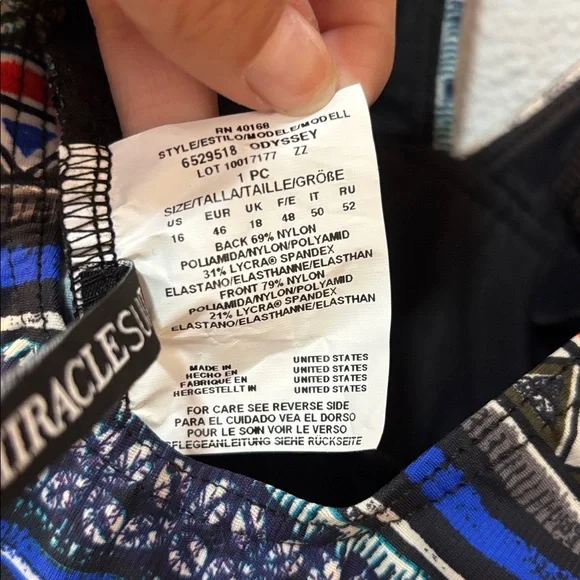 RN 40168
STYLE/ESTILO/MODELE/MODELL
6529518 ODYSSEY
LOT 10017177 ZZ
1 PC
SIZE/TALLA/TAILLE/GRÖßE
US EUR UK F/E IT RU
16 46 18 48 50 52
BACK 69% NYLON
POLIAMIDA/NYLON/POLYAMID
31% LYCRA® SPANDEX
ELASTANO/ELASTHANNE/ELASTHAN
FRONT 79% NYLON
POLIAMIDA/NYLON/POLYAMID
21% LYCRA® SPANDEX
ELASTANO/ELASTHANNE/ELASTHAN
MADE IN UNITED STATES
HECHO EN UNITED STATES
FABRIQUE EN UNITED STATES
HERGESTELLT IN UNITED STATES
FOR CARE SEE REVERSE SIDE
PARA EL CUIDADO VEA EL DORSO
POUR LE SOIN VOIR LE VERSO
PFLEGEANLEITUNG SIEHE RÜCKSEITE
MIRACLESU